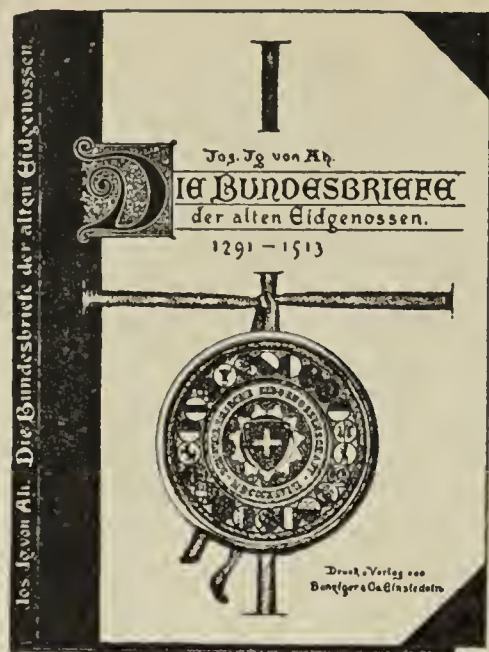 Jos. Jg von Ah. Die Bundesbriefe der alten Eidgenossen.
I
Jos. Jg von Ah.
DIE BUNDESBRIEFE
der alten Eidgenossen.
1291 – 1513
Druck u. Verlag von
Benziger & Co. Einsiedeln